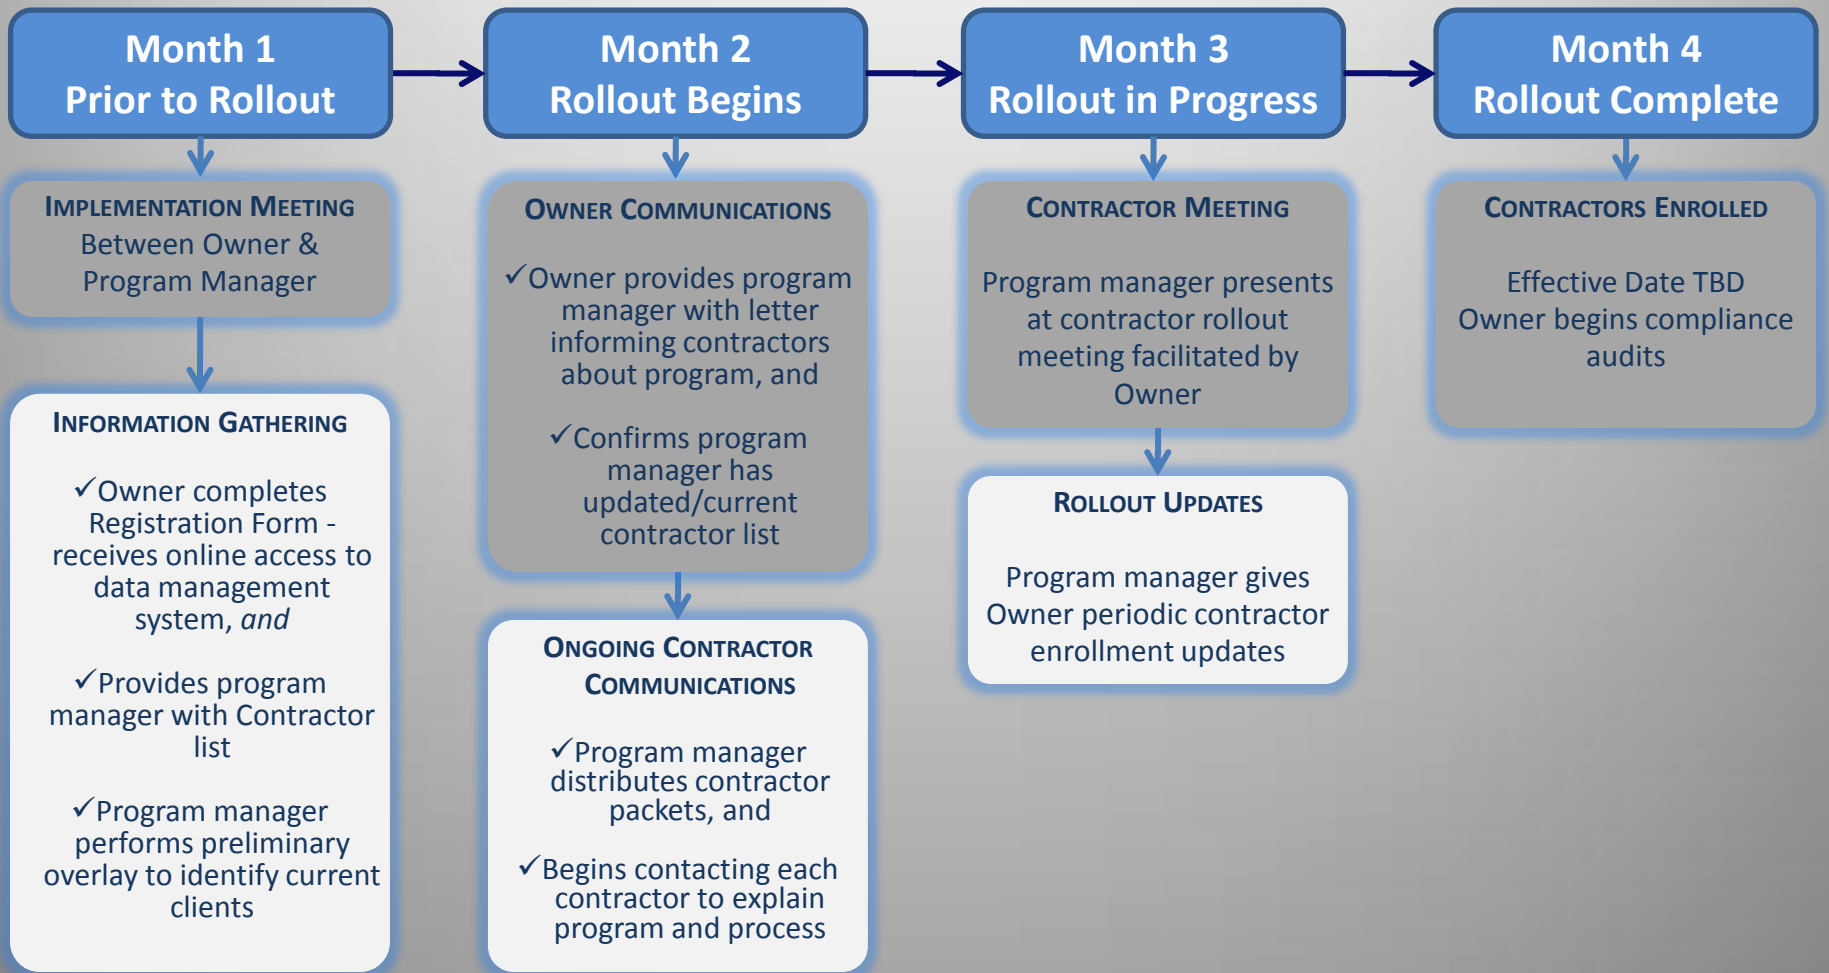 Month 1
Prior to Rollout
Month 2
Rollout Begins
Month 3
Rollout in Progress
Month 4
Rollout Complete
IMPLEMENTATION MEETING
Between Owner &
Program Manager
INFORMATION GATHERING
✓Owner completes
Registration Form -
receives online access to
data management
system, and
✓Provides program
manager with Contractor
list
✓Program manager
performs preliminary
overlay to identify current
clients
OWNER COMMUNICATIONS
✓Owner provides program
manager with letter
informing contractors
about program, and
✓Confirms program
manager has
updated/current
contractor list
ONGOING CONTRACTOR
COMMUNICATIONS
✓Program manager
distributes contractor
packets, and
✓Begins contacting each
contractor to explain
program and process
CONTRACTOR MEETING
Program manager presents
at contractor rollout
meeting facilitated by
Owner
ROLLOUT UPDATES
Program manager gives
Owner periodic contractor
enrollment updates
CONTRACTORS ENROLLED
Effective Date TBD
Owner begins compliance
audits